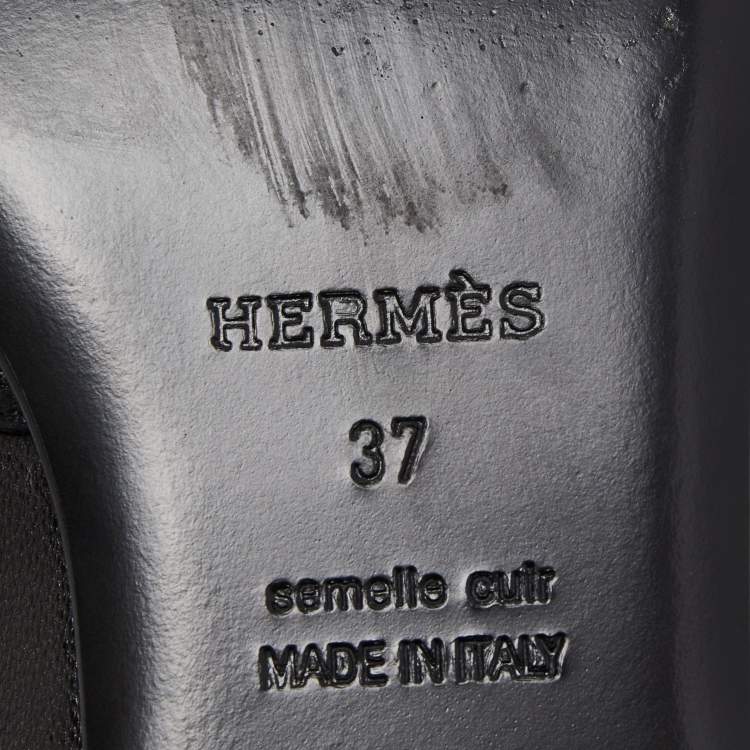 HERMÈS
37
semelle cuir
MADE IN ITALY